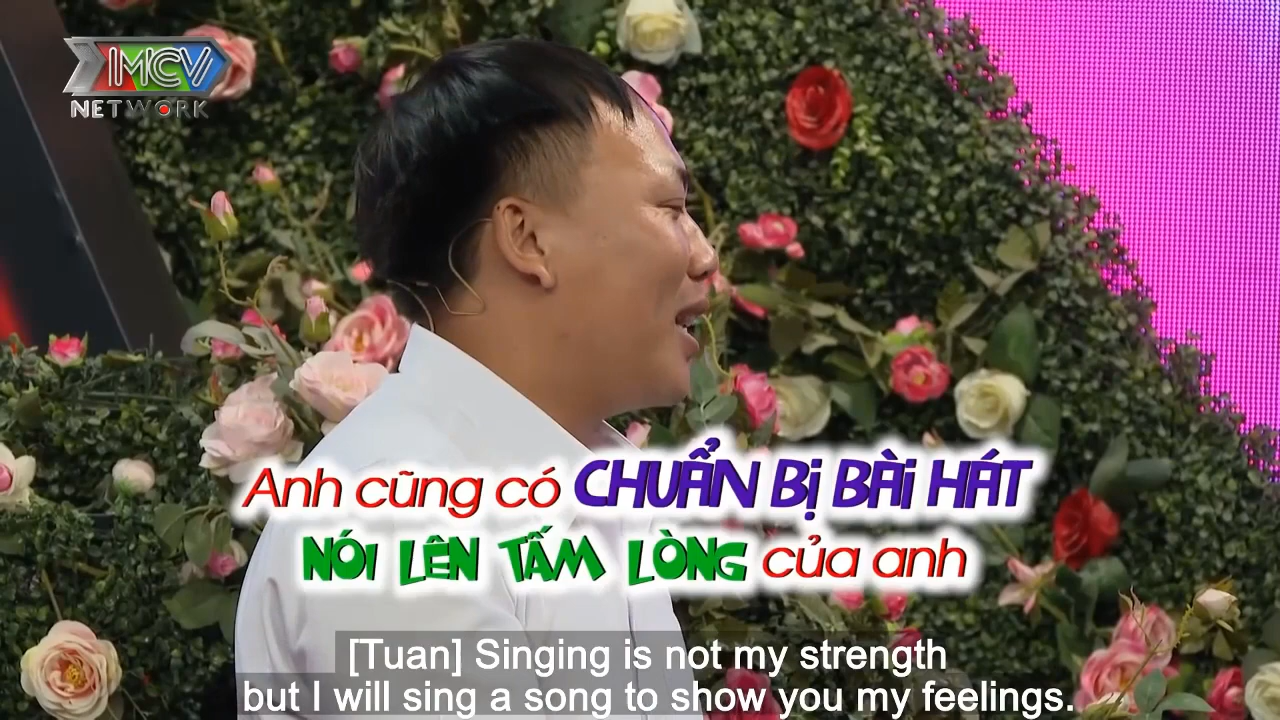 MCV
NETWORK
Anh cũng có CHUẨN BỊ BÀI HÁT
NÓI LÊN TẤM LÒNG của anh
[Tuan] Singing is not my strength
but I will sing a song to show you my feelings.